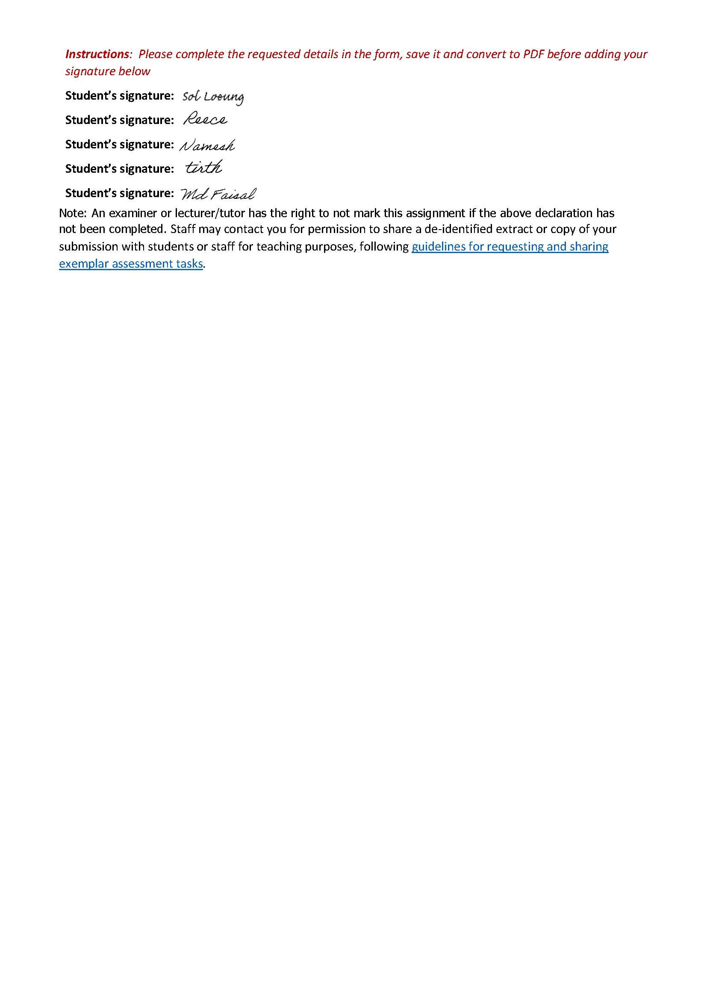 Instructions: Please complete the requested details in the form, save it and convert to PDF before adding your
signature below
Student’s signature: Sol Loeung
Student’s signature: Reece
Student’s signature: Namesh
Student’s signature: tirth
Student’s signature: Md Faisal
Note: An examiner or lecturer/tutor has the right to not mark this assignment if the above declaration has
not been completed. Staff may contact you for permission to share a de-identified extract or copy of your
submission with students or staff for teaching purposes, following guidelines for requesting and sharing
exemplar assessment tasks.